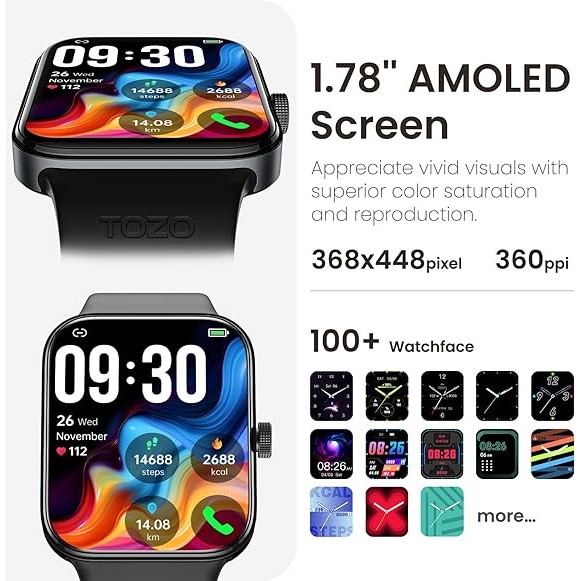 09:30
26 Wed
November
112
14688
steps
2688
kcal
14.08
km
TOZO
09:30
26 Wed
November
112
14688
steps
2688
kcal
14.08
km
1.78" AMOLED
Screen
Appreciate vivid visuals with
superior color saturation
and reproduction.
368x448pixel 360ppi
100+ Watchface
08:26
08:26
08:26
08:26
KCAL
STEPS
more...